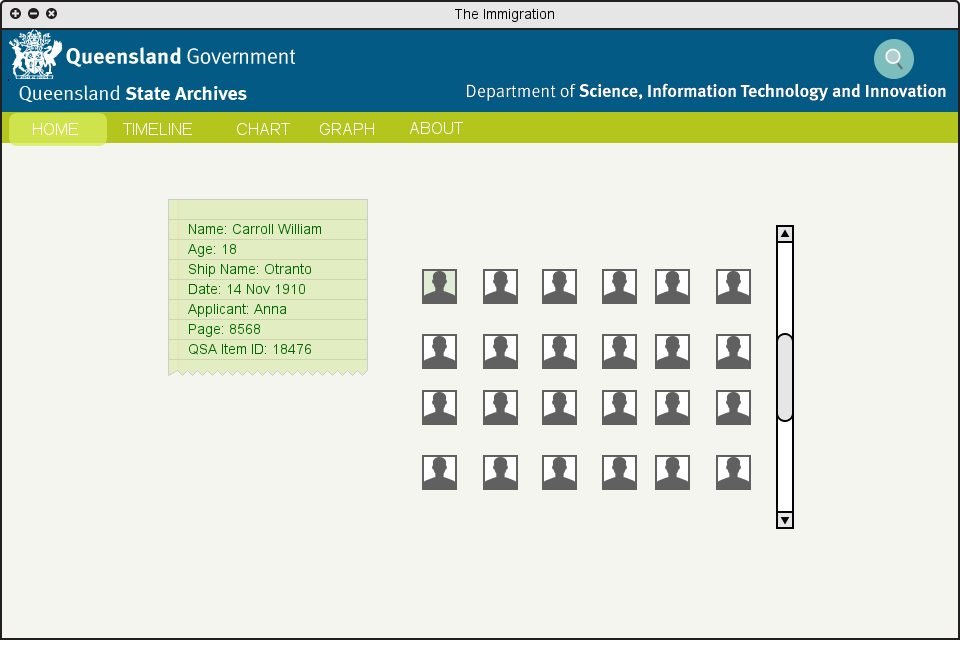 The Immigration
Queensland Government
Queensland State Archives
Department of Science, Information Technology and Innovation
HOME TIMELINE CHART GRAPH ABOUT
Name: Carroll William
Age: 18
Ship Name: Otranto
Date: 14 Nov 1910
Applicant: Anna
Page: 8568
QSA Item ID: 18476